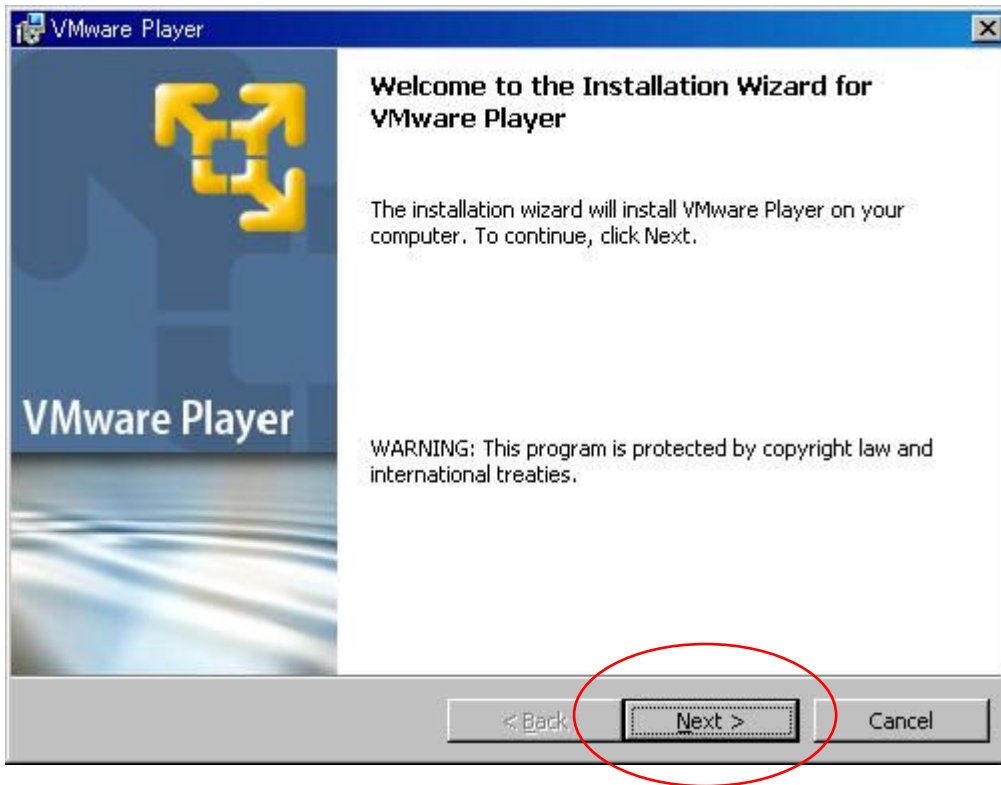 VMware Player
Welcome to the Installation Wizard for
VMware Player
The installation wizard will install VMware Player on your
computer. To continue, click Next.
VMware Player
WARNING: This program is protected by copyright law and
international treaties.
< Back
Next >
Cancel